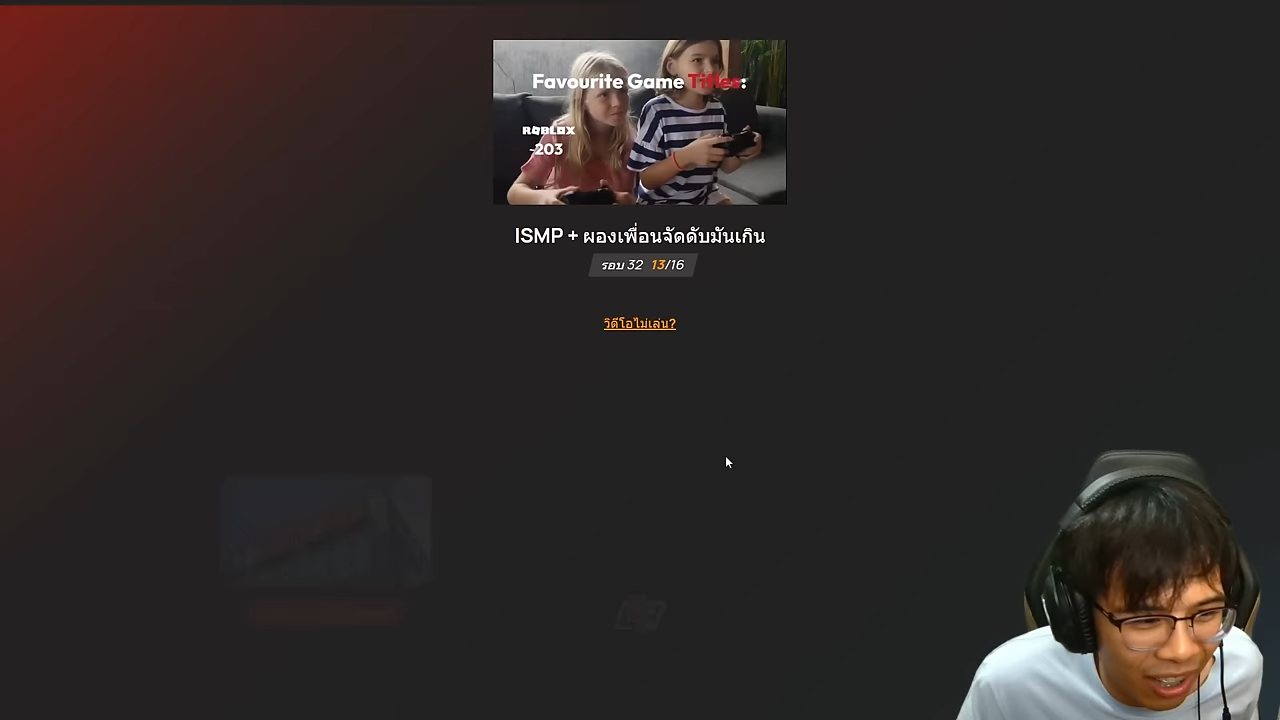 Favourite Game Titles:
ROBLOX
-203
ISMP + ผองเพื่อนจัดดับมันเกิน
รอบ 32 13/16
วิดีโอไม่เล่น?